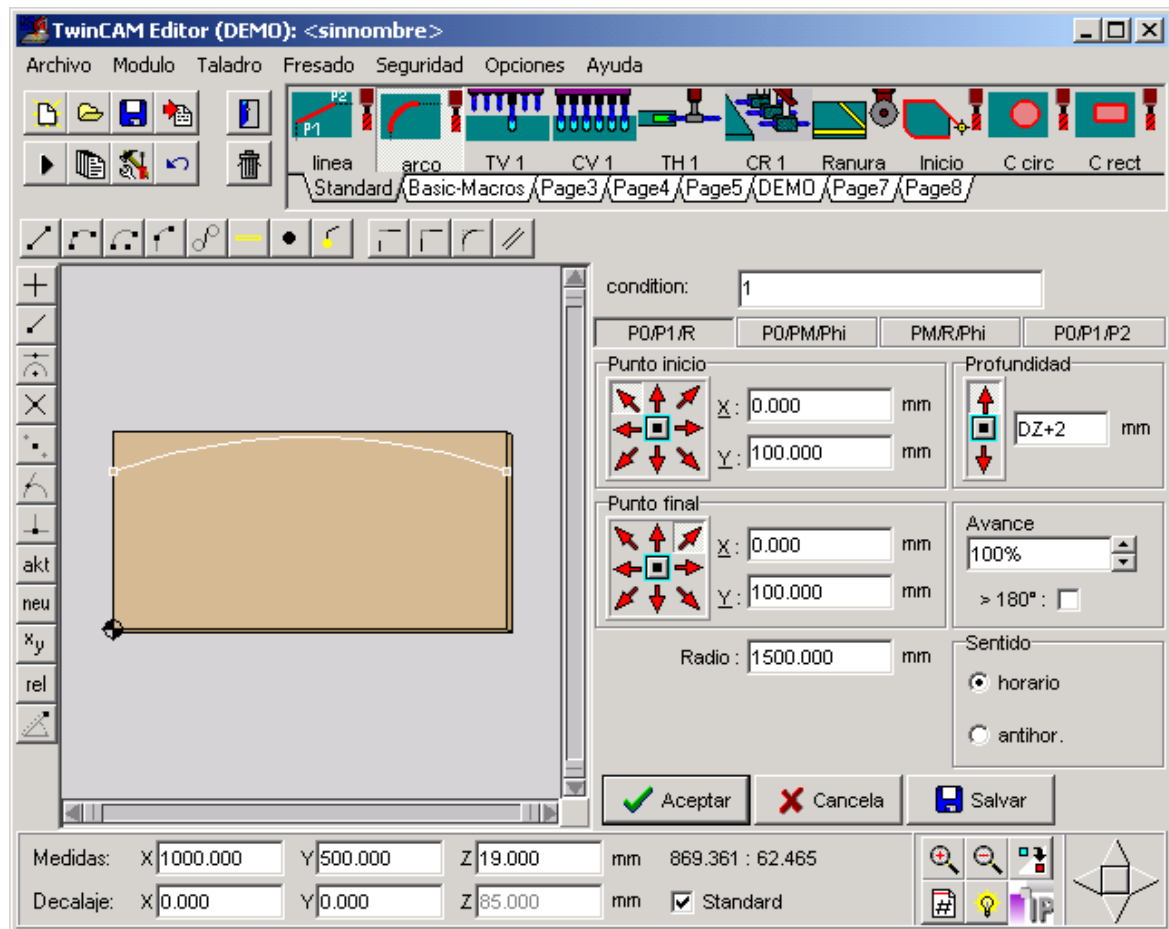 TwinCAM Editor (DEMO): <sinnombre>
Archivo Modulo Taladro Fresado Seguridad Opciones Ayuda
P2
P1
linea arco TV 1 CV 1 TH 1 CR 1 Ranura Inicio C circ C rect
Standard Basic-Macros Page3 Page4 Page5 DEMO Page7 Page8
condition: 1
P0/P1/R P0/PM/Phi PM/R/Phi P0/P1/P2
Punto inicio
X : 0.000 mm
Y : 100.000 mm
Profundidad
DZ+2 mm
Punto final
X : 0.000 mm
Y : 100.000 mm
Avance
100%
> 180° :
Radio : 1500.000 mm
Sentido
horario
antihor.
akt
neu
xy
rel
Aceptar Cancela Salvar
Medidas: X 1000.000 Y 500.000 Z 19.000 mm 869.361 : 62.465
Decalaje: X 0.000 Y 0.000 Z 85.000 mm Standard
#
IP